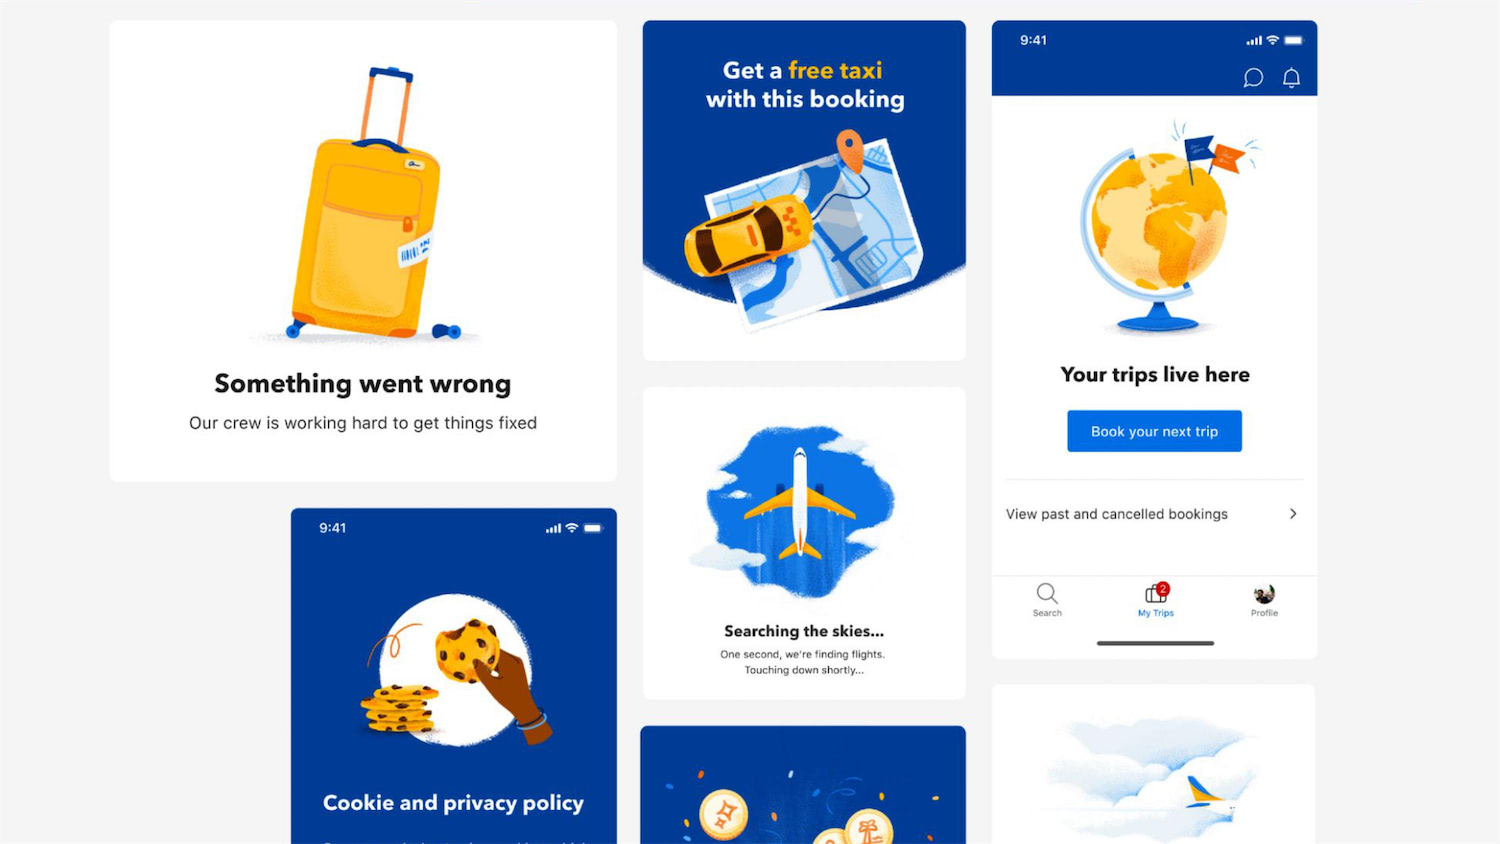 Something went wrong
Our crew is working hard to get things fixed
9:41
Cookie and privacy policy
Get a free taxi
with this booking
Searching the skies...
One second, we're finding flights.
Touching down shortly...
9:41
Your trips live here
Book your next trip
View past and cancelled bookings
2
Search
My Trips
Profile